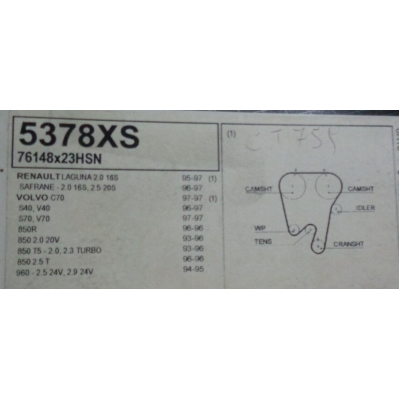 5378XS
76148x23HSN
RENAULT LAGUNA 2.0 16S 95-97 (1)
SAFRANE - 2.0 16S, 2.5 20S 96-97
VOLVO C70 97-97 (1)
S40, V40 96-97
S70, V70 97-97
850R 96-96
850 2.0 20V 93-96
850 T5 - 2.0, 2.3 TURBO 93-96
850 2.5 T 96-96
960 - 2.5 24V, 2.9 24V 94-95
(1)
CT755
CAMSHT
CAMSHT
IDLER
WP
TENS
CRANSHT